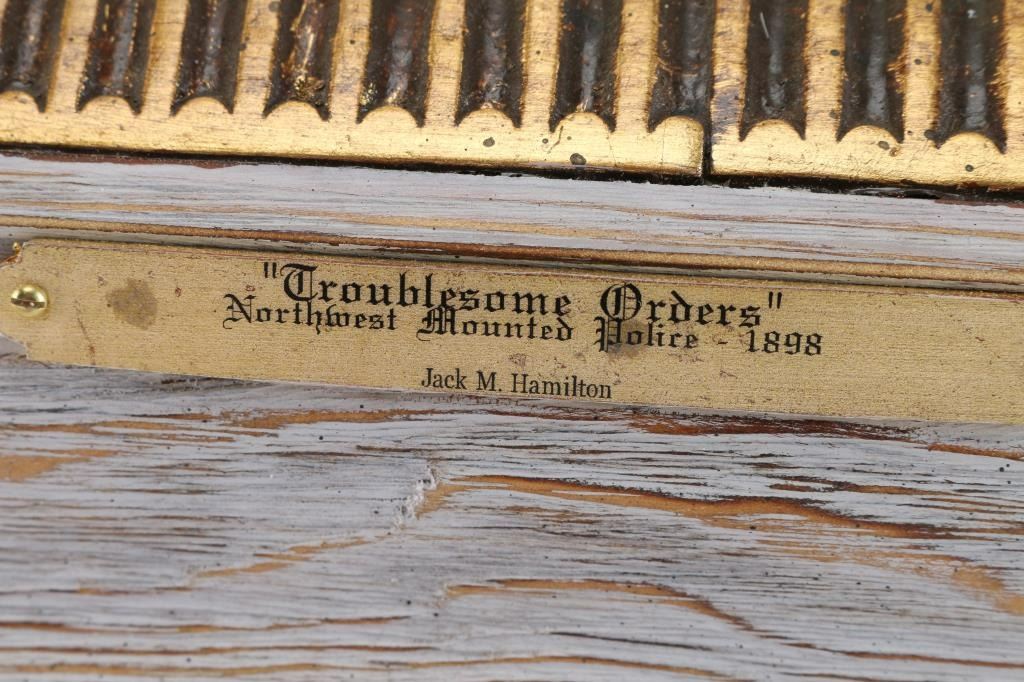 "Troublesome Orders"
Northwest Mounted Police - 1898
Jack M. Hamilton